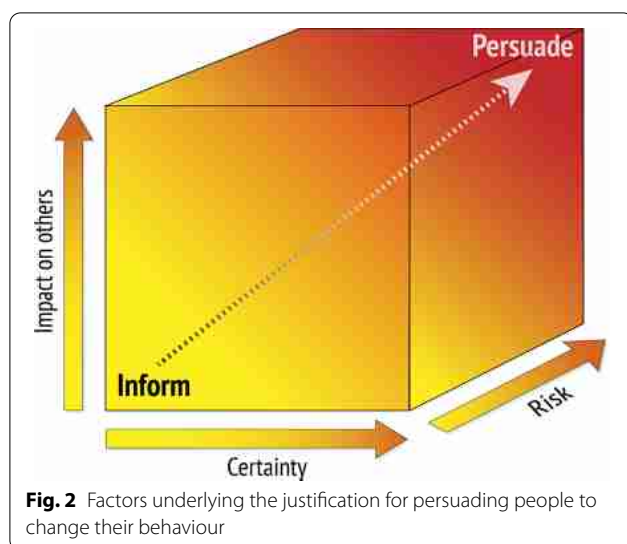 Persuade
Impact on others
Inform
Risk
Certainty
Fig. 2 Factors underlying the justification for persuading people to
change their behaviour